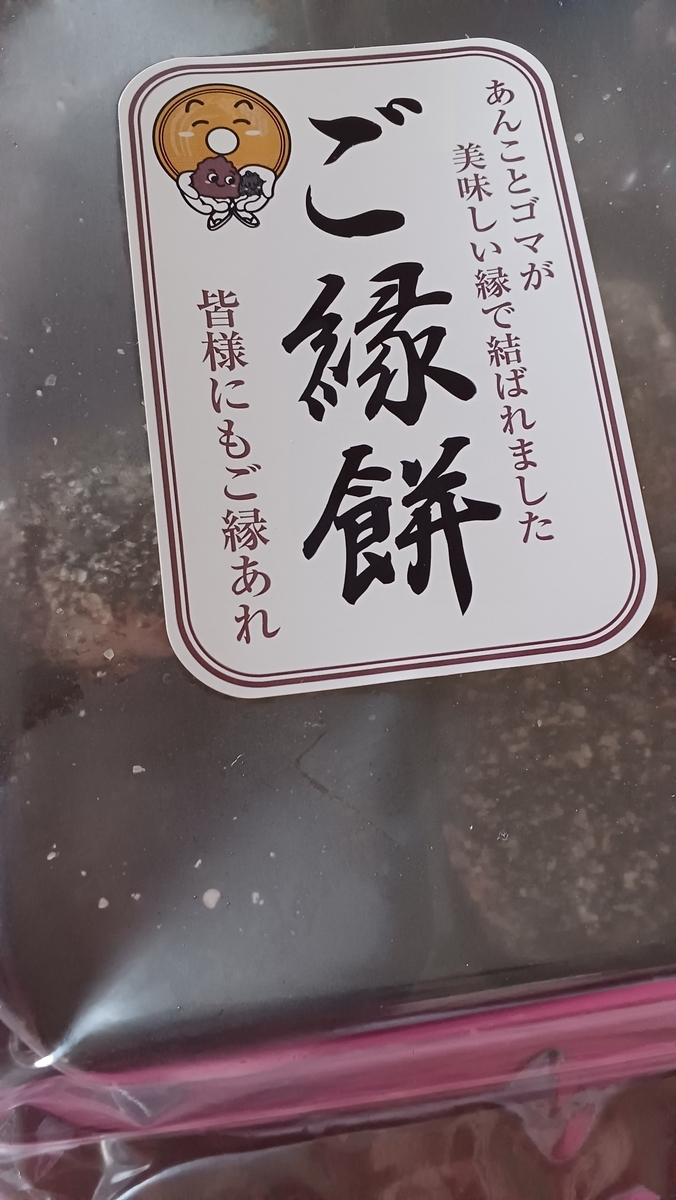 あんことゴマが
美味しい縁で結ばれました
ご縁餅
皆様にもご縁あれ